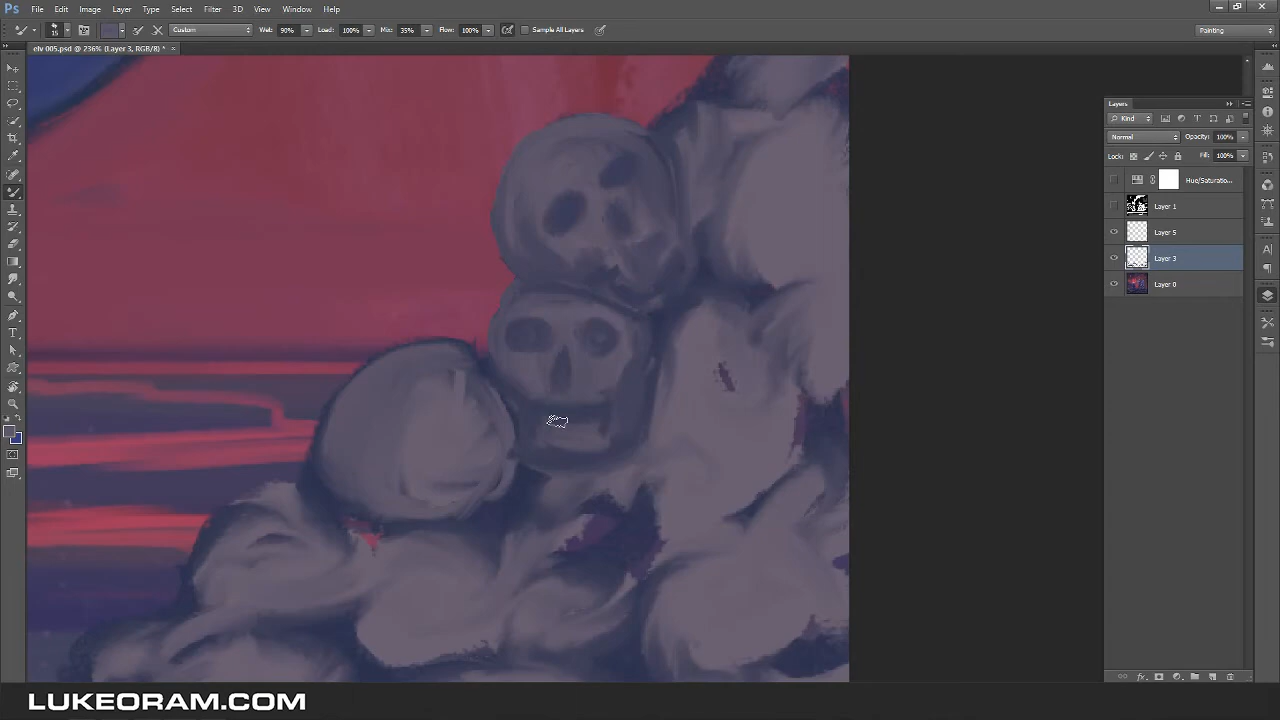 Ps File Edit Image Layer Type Select Filter 3D View Window Help
15 Custom Wet: 90% Load: 100% Mix: 35% Flow: 100% Sample All Layers Painting
elv 005.psd @ 236% (Layer 3, RGB/8) *
Layers
Kind
Normal Opacity: 100%
Lock: Fill: 100%
Hue/Saturatio...
Layer 1
Layer 5
Layer 3
Layer 0
LUKEORAM.COM